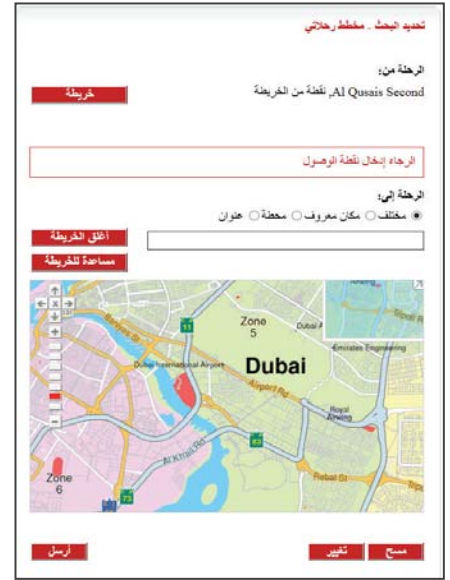 تحديد البحث - مخطط رحلاتي
الرحلة من:
Al Qusais Second, نقطة من الخريطة
خريطة
الرجاء إدخال نقطة الوصول
الرحلة إلى:
مختلف مكان معروف محطة عنوان
أغلق الخريطة
مساعدة للخريطة
11
Zone
5
Dubai A
Emirates Engineering
Dubai International Airport
Dubai
Airport Rd
Royal
Airwing
63
Al Khail Rd
Rebat St
Zone
6
73
مسح
تغيير
أرسل